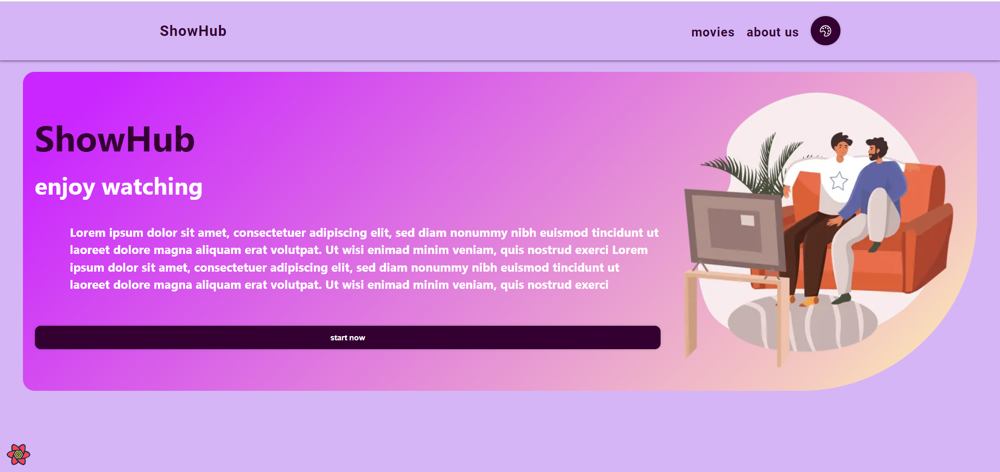 ShowHub
movies about us
ShowHub
enjoy watching
Lorem ipsum dolor sit amet, consectetuer adipiscing elit, sed diam nonummy nibh euismod tincidunt ut
laoreet dolore magna aliquam erat volutpat. Ut wisi enimad minim veniam, quis nostrud exerci Lorem
ipsum dolor sit amet, consectetuer adipiscing elit, sed diam nonummy nibh euismod tincidunt ut
laoreet dolore magna aliquam erat volutpat. Ut wisi enimad minim veniam, quis nostrud exerci
start now